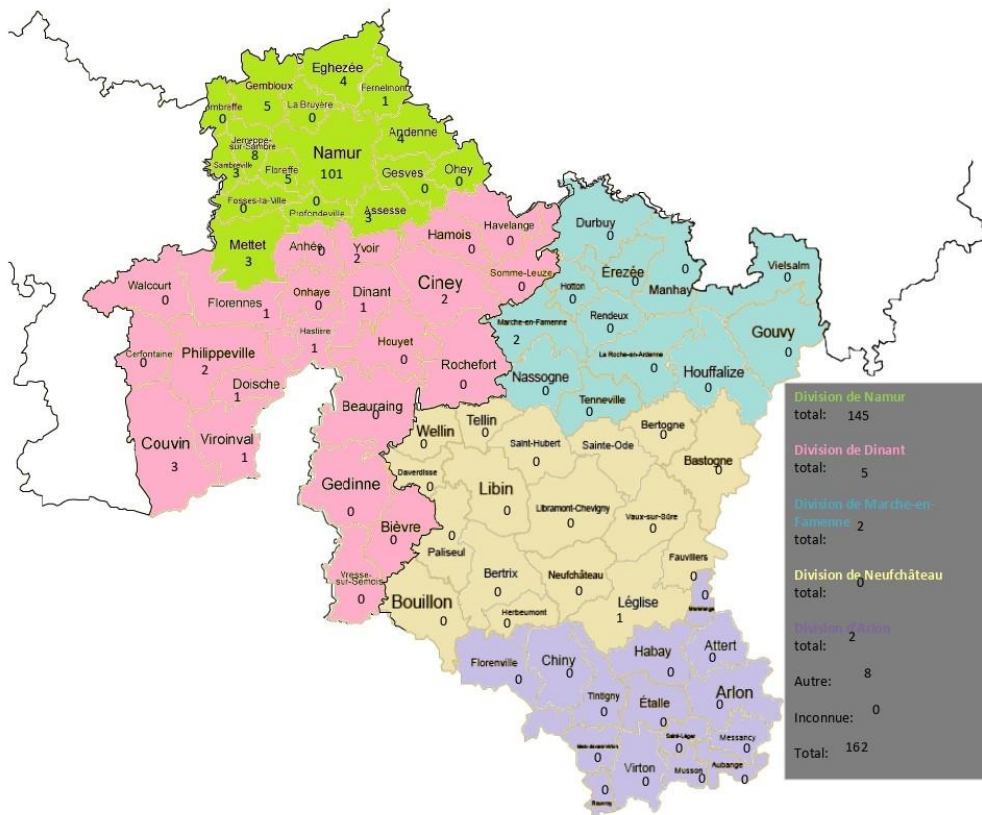 Eghezée
4
Gembloux
5
Fernelmont
1
La Bruyère
0
0
Andenne
4
Jemeppe-
sur-Sambre
8
Namur
101
Sambreville
3
Floreffe
5
Gesves
0
Ohey
0
Fosses-la-Ville
0
0
Profondeville
Assesse
3
Mettet
3
Anhée
0
Yvoir
2
Hamois
0
Havelange
0
Durbuy
0
Vielsalm
0
Walcourt
0
Florennes
1
Onhaye
0
Dinant
1
Ciney
2
Somme-Leuze
0
Hotton
0
Érezée
0
0
Manhay
Cerfontaine
0
Philippeville
2
Hastière
1
Houyet
0
Rochefort
0
Marche-en-Famenne
2
Rendeux
0
La Roche-en-Ardenne
0
Gouvy
0
Doische
1
Nassogne
0
Houffalize
0
Tenneville
0
Couvin
3
Viroinval
1
Beauraing
0
Wellin
0
Tellin
0
Saint-Hubert
0
Sainte-Ode
Bertogne
0
Bastogne
0
Gedinne
0
Daverdisse
0
Libin
0
Libramont-Chevigny
0
Vaux-sur-Sûre
0
Bièvre
0
0
Paliseul
Fauvillers
0
Vresse-
sur-Semois
0
Bouillon
0
Bertrix
0
Neufchâteau
0
Herbeumont
0
Léglise
1
0
Florenville
0
Chiny
0
Habay
0
Attert
0
Tintigny
0
Étalle
0
Arlon
0
Saint-Léger
0
Messancy
0
0
Virton
0
Musson
0
Aubange
0
0
Rouvroy
Division de Namur
total: 145
Division de Dinant
total: 5
Division de Marche-en-
Famenne 2
total:
Division de Neufchâteau
total: 0
Division d'Arlon
total: 2
Autre: 8
Inconnue: 0
Total: 162